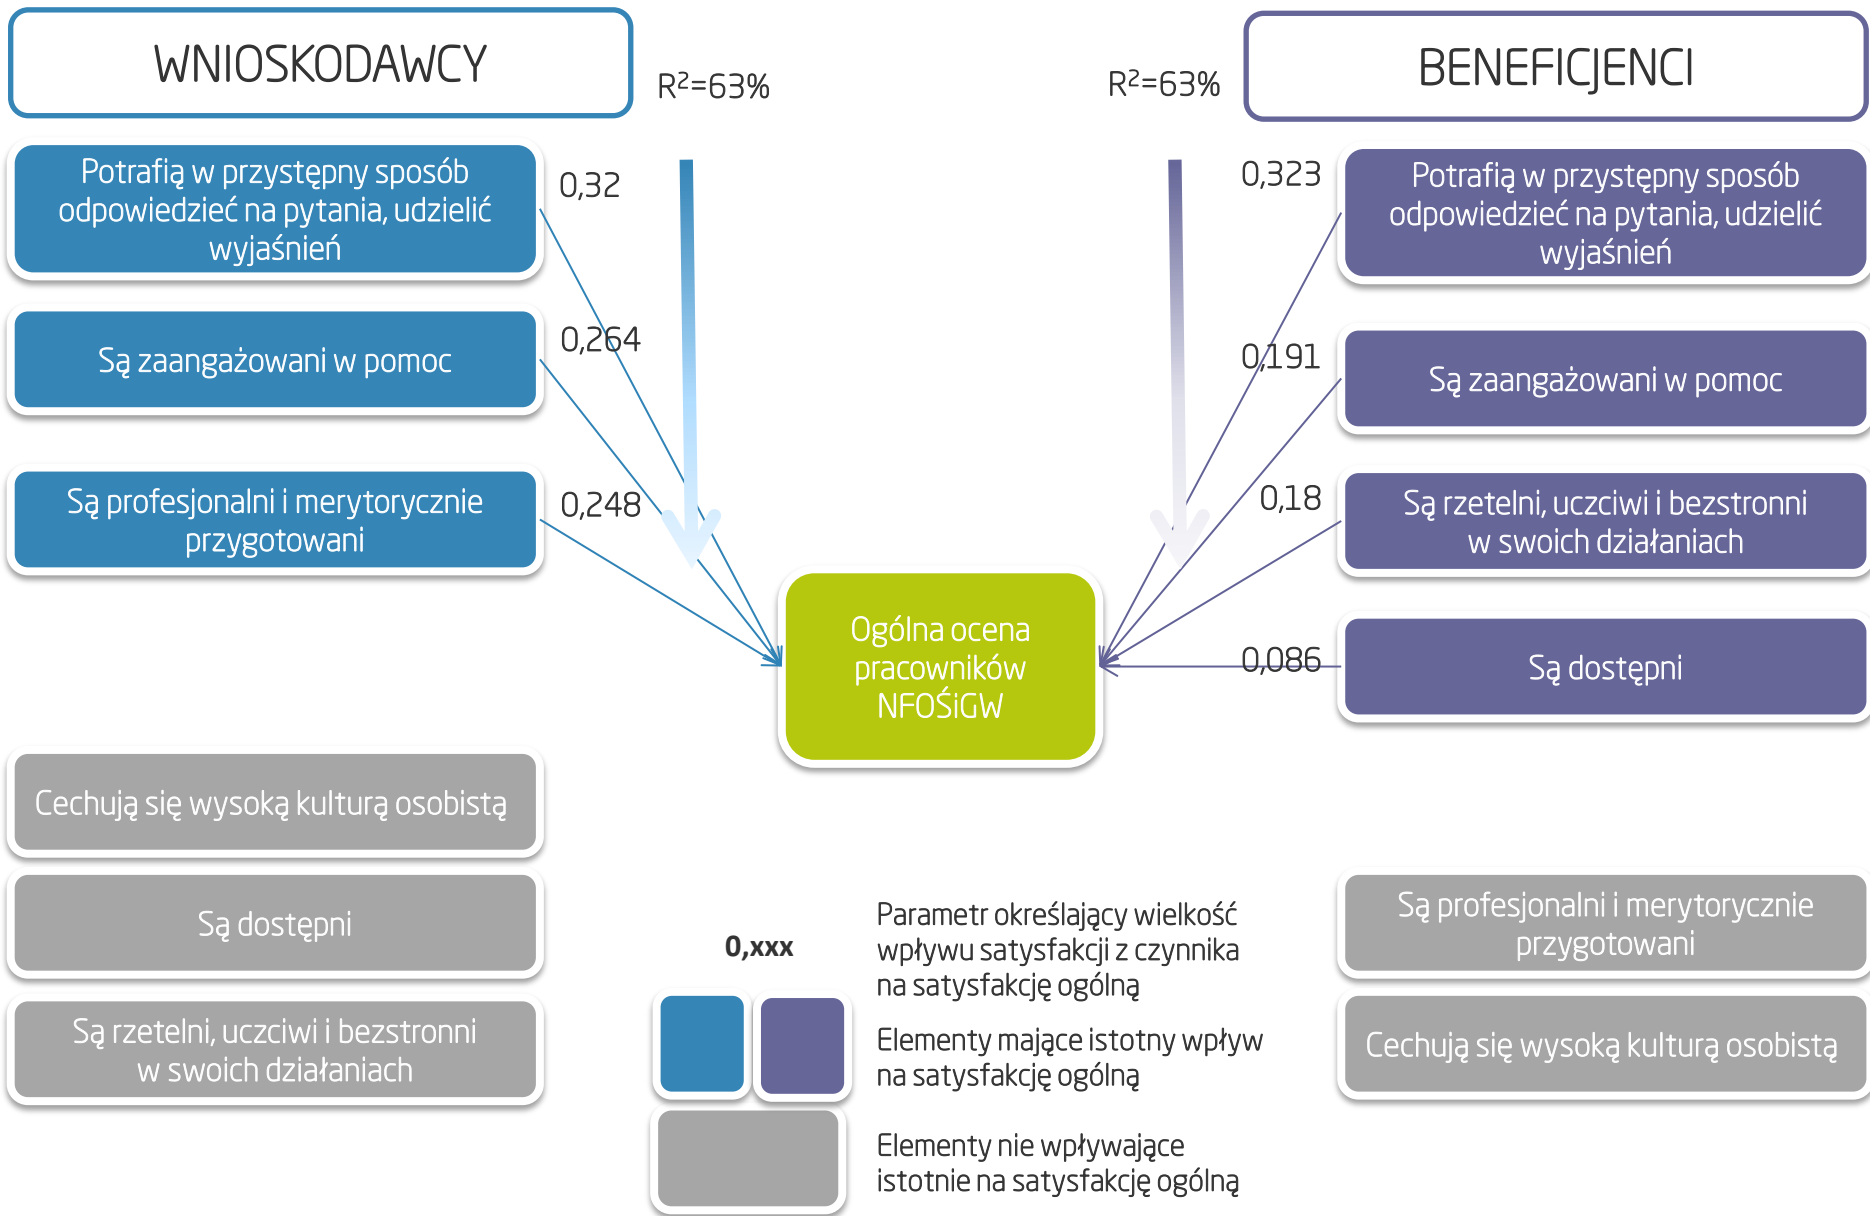 WNIOSKODAWCY
R²=63%
Potrafią w przystępny sposób
odpowiedzieć na pytania, udzielić
wyjaśnień
0,32
Są zaangażowani w pomoc
0,264
Są profesjonalni i merytorycznie
przygotowani
0,248
Cechują się wysoką kulturą osobistą
Są dostępni
Są rzetelni, uczciwi i bezstronni
w swoich działaniach
Ogólna ocena
pracowników
NFOŚiGW
R²=63%
BENEFICJENCI
0,323
Potrafią w przystępny sposób
odpowiedzieć na pytania, udzielić
wyjaśnień
0,191
Są zaangażowani w pomoc
0,18
Są rzetelni, uczciwi i bezstronni
w swoich działaniach
0,086
Są dostępni
Są profesjonalni i merytorycznie
przygotowani
Cechują się wysoką kulturą osobistą
0,xxx
Parametr określający wielkość
wpływu satysfakcji z czynnika
na satysfakcję ogólną
Elementy mające istotny wpływ
na satysfakcję ogólną
Elementy nie wpływające
istotnie na satysfakcję ogólną